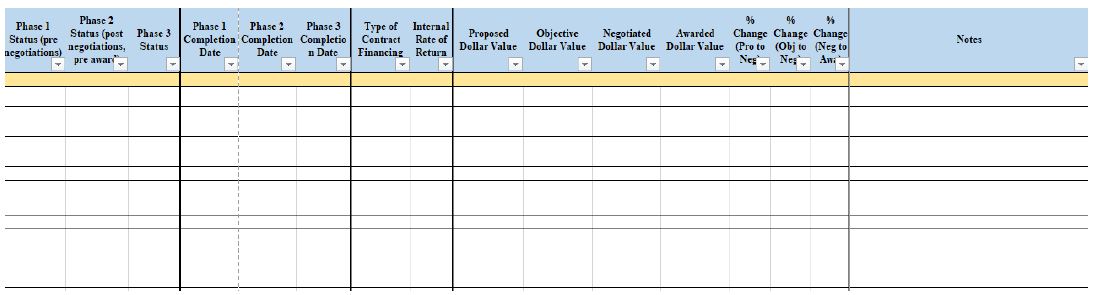 Phase 1
Status (pre
negotiations)
Phase 2
Status (post
negotiations,
pre award)
Phase 3
Status
Phase 1
Completion
Date
Phase 2
Completion
Date
Phase 3
Completio
n Date
Type of
Contract
Financing
Internal
Rate of
Return
Proposed
Dollar Value
Objective
Dollar Value
Negotiated
Dollar Value
Awarded
Dollar Value
%
Change
(Pro to
Neg)
%
Change
(Obj to
Neg)
%
Change
(Neg to
Awa
Notes